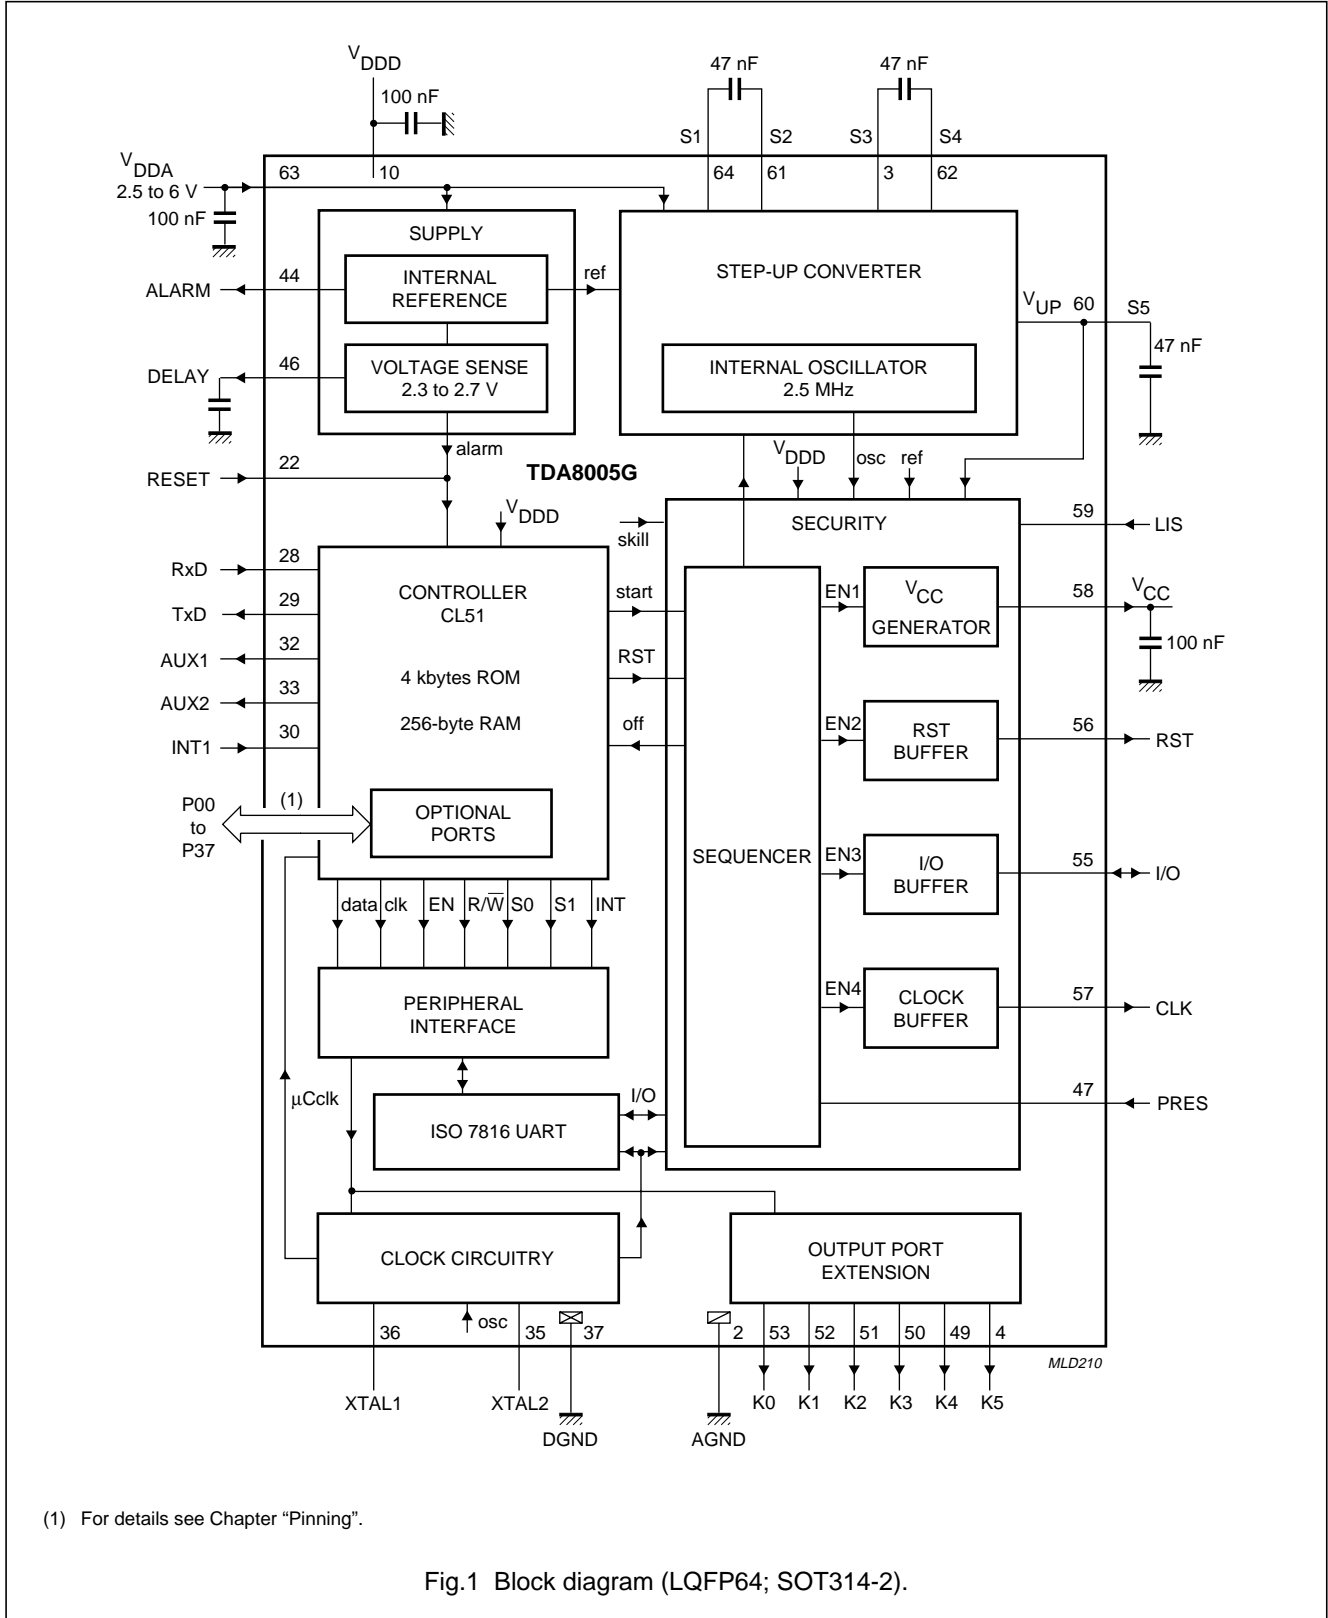 VDDD
100 nF
47 nF
47 nF
S1
S2
S3
S4
VDDA
2.5 to 6 V
100 nF
63
10
64
61
3
62
SUPPLY
INTERNAL
REFERENCE
VOLTAGE SENSE
2.3 to 2.7 V
ref
STEP-UP CONVERTER
INTERNAL OSCILLATOR
2.5 MHz
VUP
60
S5
47 nF
ALARM
44
DELAY
46
alarm
RESET
22
TDA8005G
VDDD
osc
ref
VDDD
skill
SECURITY
59
LIS
RxD
28
TxD
29
AUX1
32
AUX2
33
INT1
30
P00
to
P37
(1)
CONTROLLER
CL51
4 kbytes ROM
256-byte RAM
OPTIONAL
PORTS
start
RST
off
SEQUENCER
EN1
VCC
GENERATOR
58
VCC
100 nF
EN2
RST
BUFFER
56
RST
EN3
I/O
BUFFER
55
I/O
EN4
CLOCK
BUFFER
57
CLK
47
PRES
data
clk
EN
R/W̅
S0
S1
INT
PERIPHERAL
INTERFACE
μCclk
ISO 7816 UART
I/O
CLOCK CIRCUITRY
OUTPUT PORT
EXTENSION
36
osc
35
37
2
53
52
51
50
49
4
MLD210
XTAL1
XTAL2
DGND
AGND
K0
K1
K2
K3
K4
K5
(1) For details see Chapter “Pinning”.
Fig.1 Block diagram (LQFP64; SOT314-2).